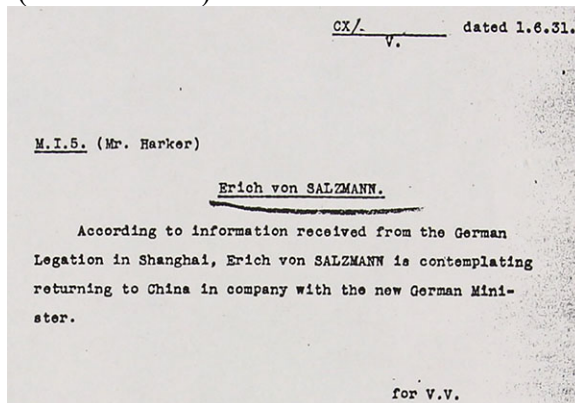 CX/-
V.
dated 1.6.31.
M.I.5. (Mr. Harker)
Erich von SALZMANN.
According to information received from the German
Legation in Shanghai, Erich von SALZMANN is contemplating
returning to China in company with the new German Mini-
ster.
for V.V.